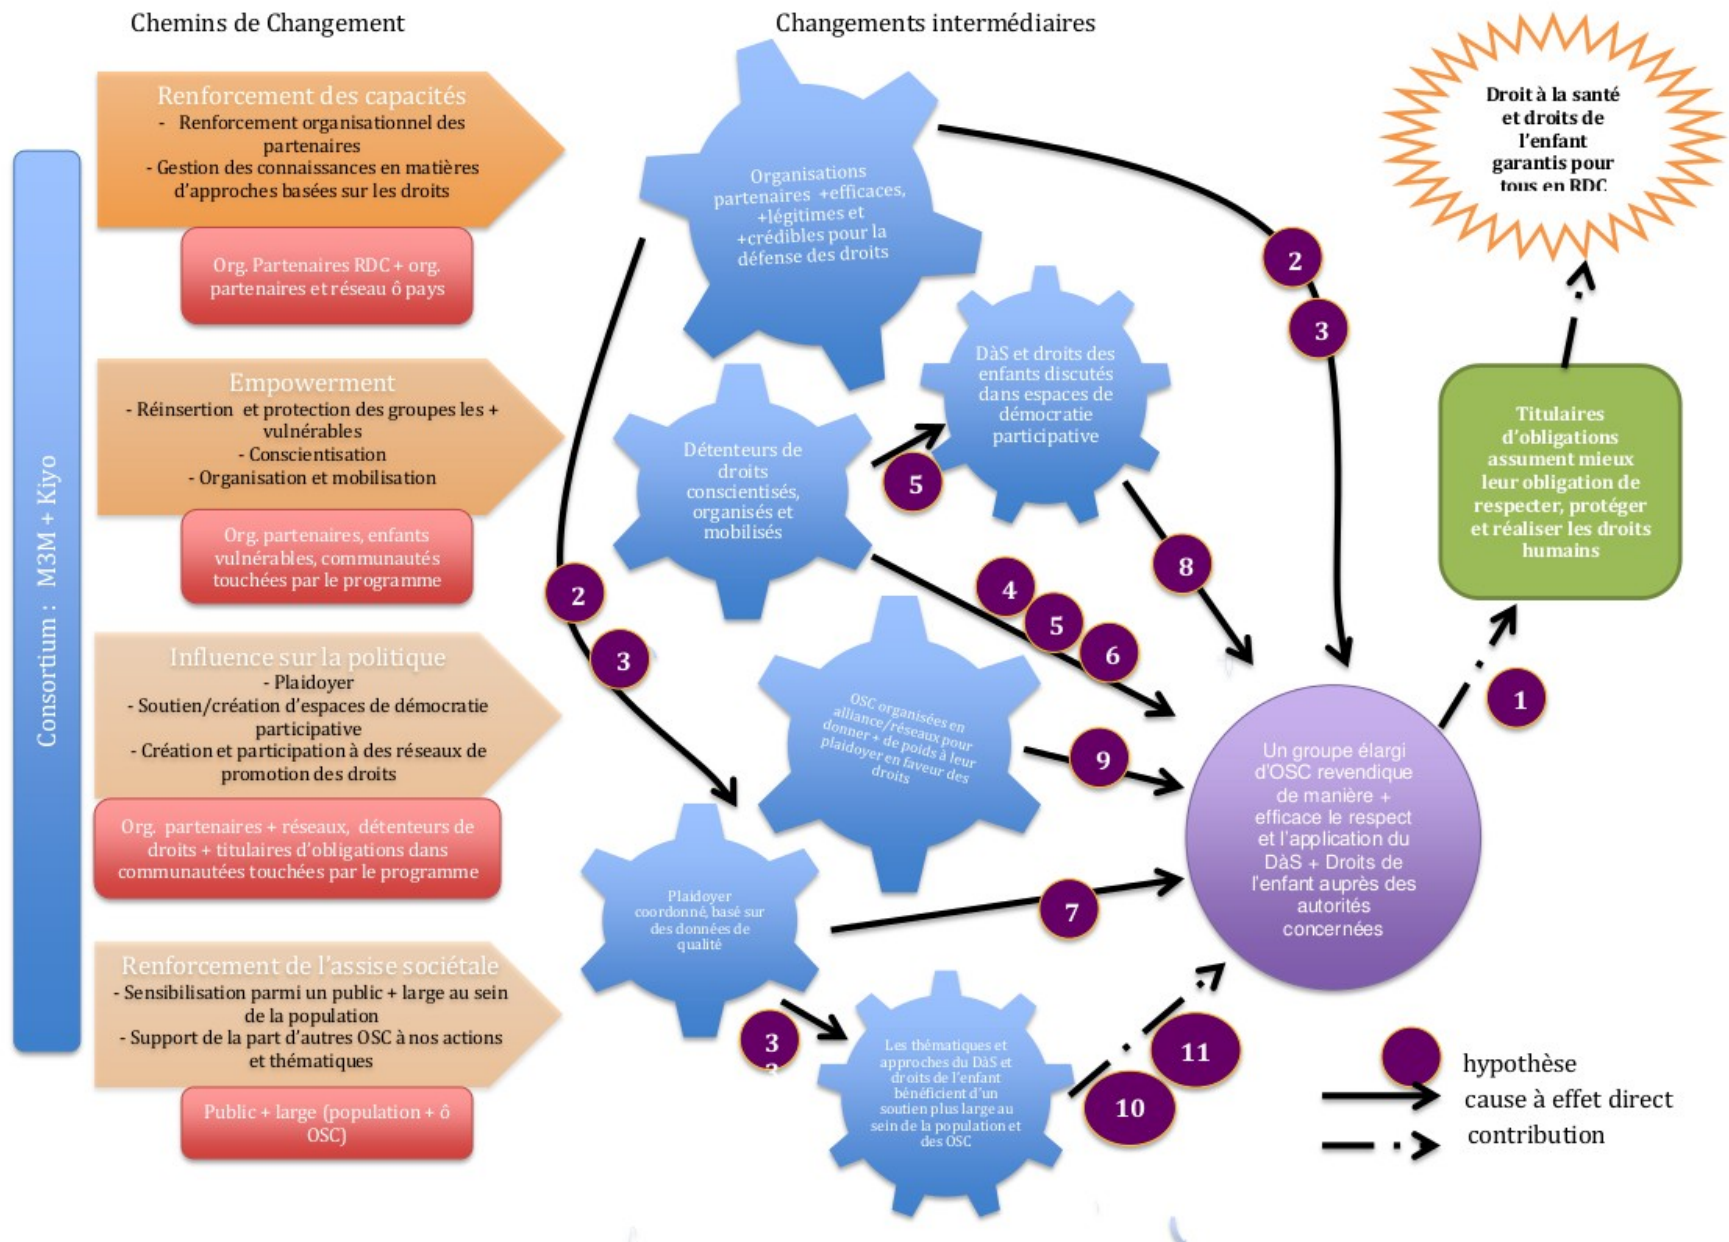 Chemins de Changement
Changements intermédiaires
Consortium : M3M + Kiyo
Renforcement des capacités
- Renforcement organisationnel des
partenaires
- Gestion des connaissances en matières
d'approches basées sur les droits
Org. Partenaires RDC + org.
partenaires et réseau ô pays
Empowerment
- Réinsertion et protection des groupes les +
vulnérables
- Conscientisation
- Organisation et mobilisation
Org. partenaires, enfants
vulnérables, communautés
touchées par le programme
Influence sur la politique
- Plaidoyer
- Soutien/création d'espaces de démocratie
participative
- Création et participation à des réseaux de
promotion des droits
Org. partenaires + réseaux, détenteurs de
droits + titulaires d'obligations dans
communautées touchées par le programme
Renforcement de l'assise sociétale
- Sensibilisation parmi un public + large au sein
de la population
- Support de la part d'autres OSC à nos actions
et thématiques
Public + large (population + ô
OSC)
Organisations
partenaires +efficaces,
+légitimes et
+crédibles pour la
défense des droits
DàS et droits des
enfants discutés
dans espaces de
démocratie
participative
Détenteurs de
droits
conscientisés,
organisés et
mobilisés
OSC organisées en
alliance/réseaux pour
donner + de poids à leur
plaidoyer en faveur des
droits
Plaidoyer
coordonné, basé sur
des données de
qualité
Les thématiques et
approches du DàS et
droits de l'enfant
bénéficient d'un
soutien plus large au
sein de la population et
des OSC
2
3
2
3
5
8
4
5
6
9
7
3
3
10
11
1
Un groupe élargi
d'OSC revendique
de manière +
efficace le respect
et l'application du
DàS + Droits de
l'enfant auprès des
autorités
concernées
Titulaires
d'obligations
assument mieux
leur obligation de
respecter, protéger
et réaliser les droits
humains
Droit à la santé
et droits de
l'enfant
garantis pour
tous en RDC
hypothèse
cause à effet direct
contribution